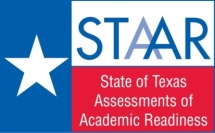 STAAR
State of Texas
Assessments of
Academic Readiness